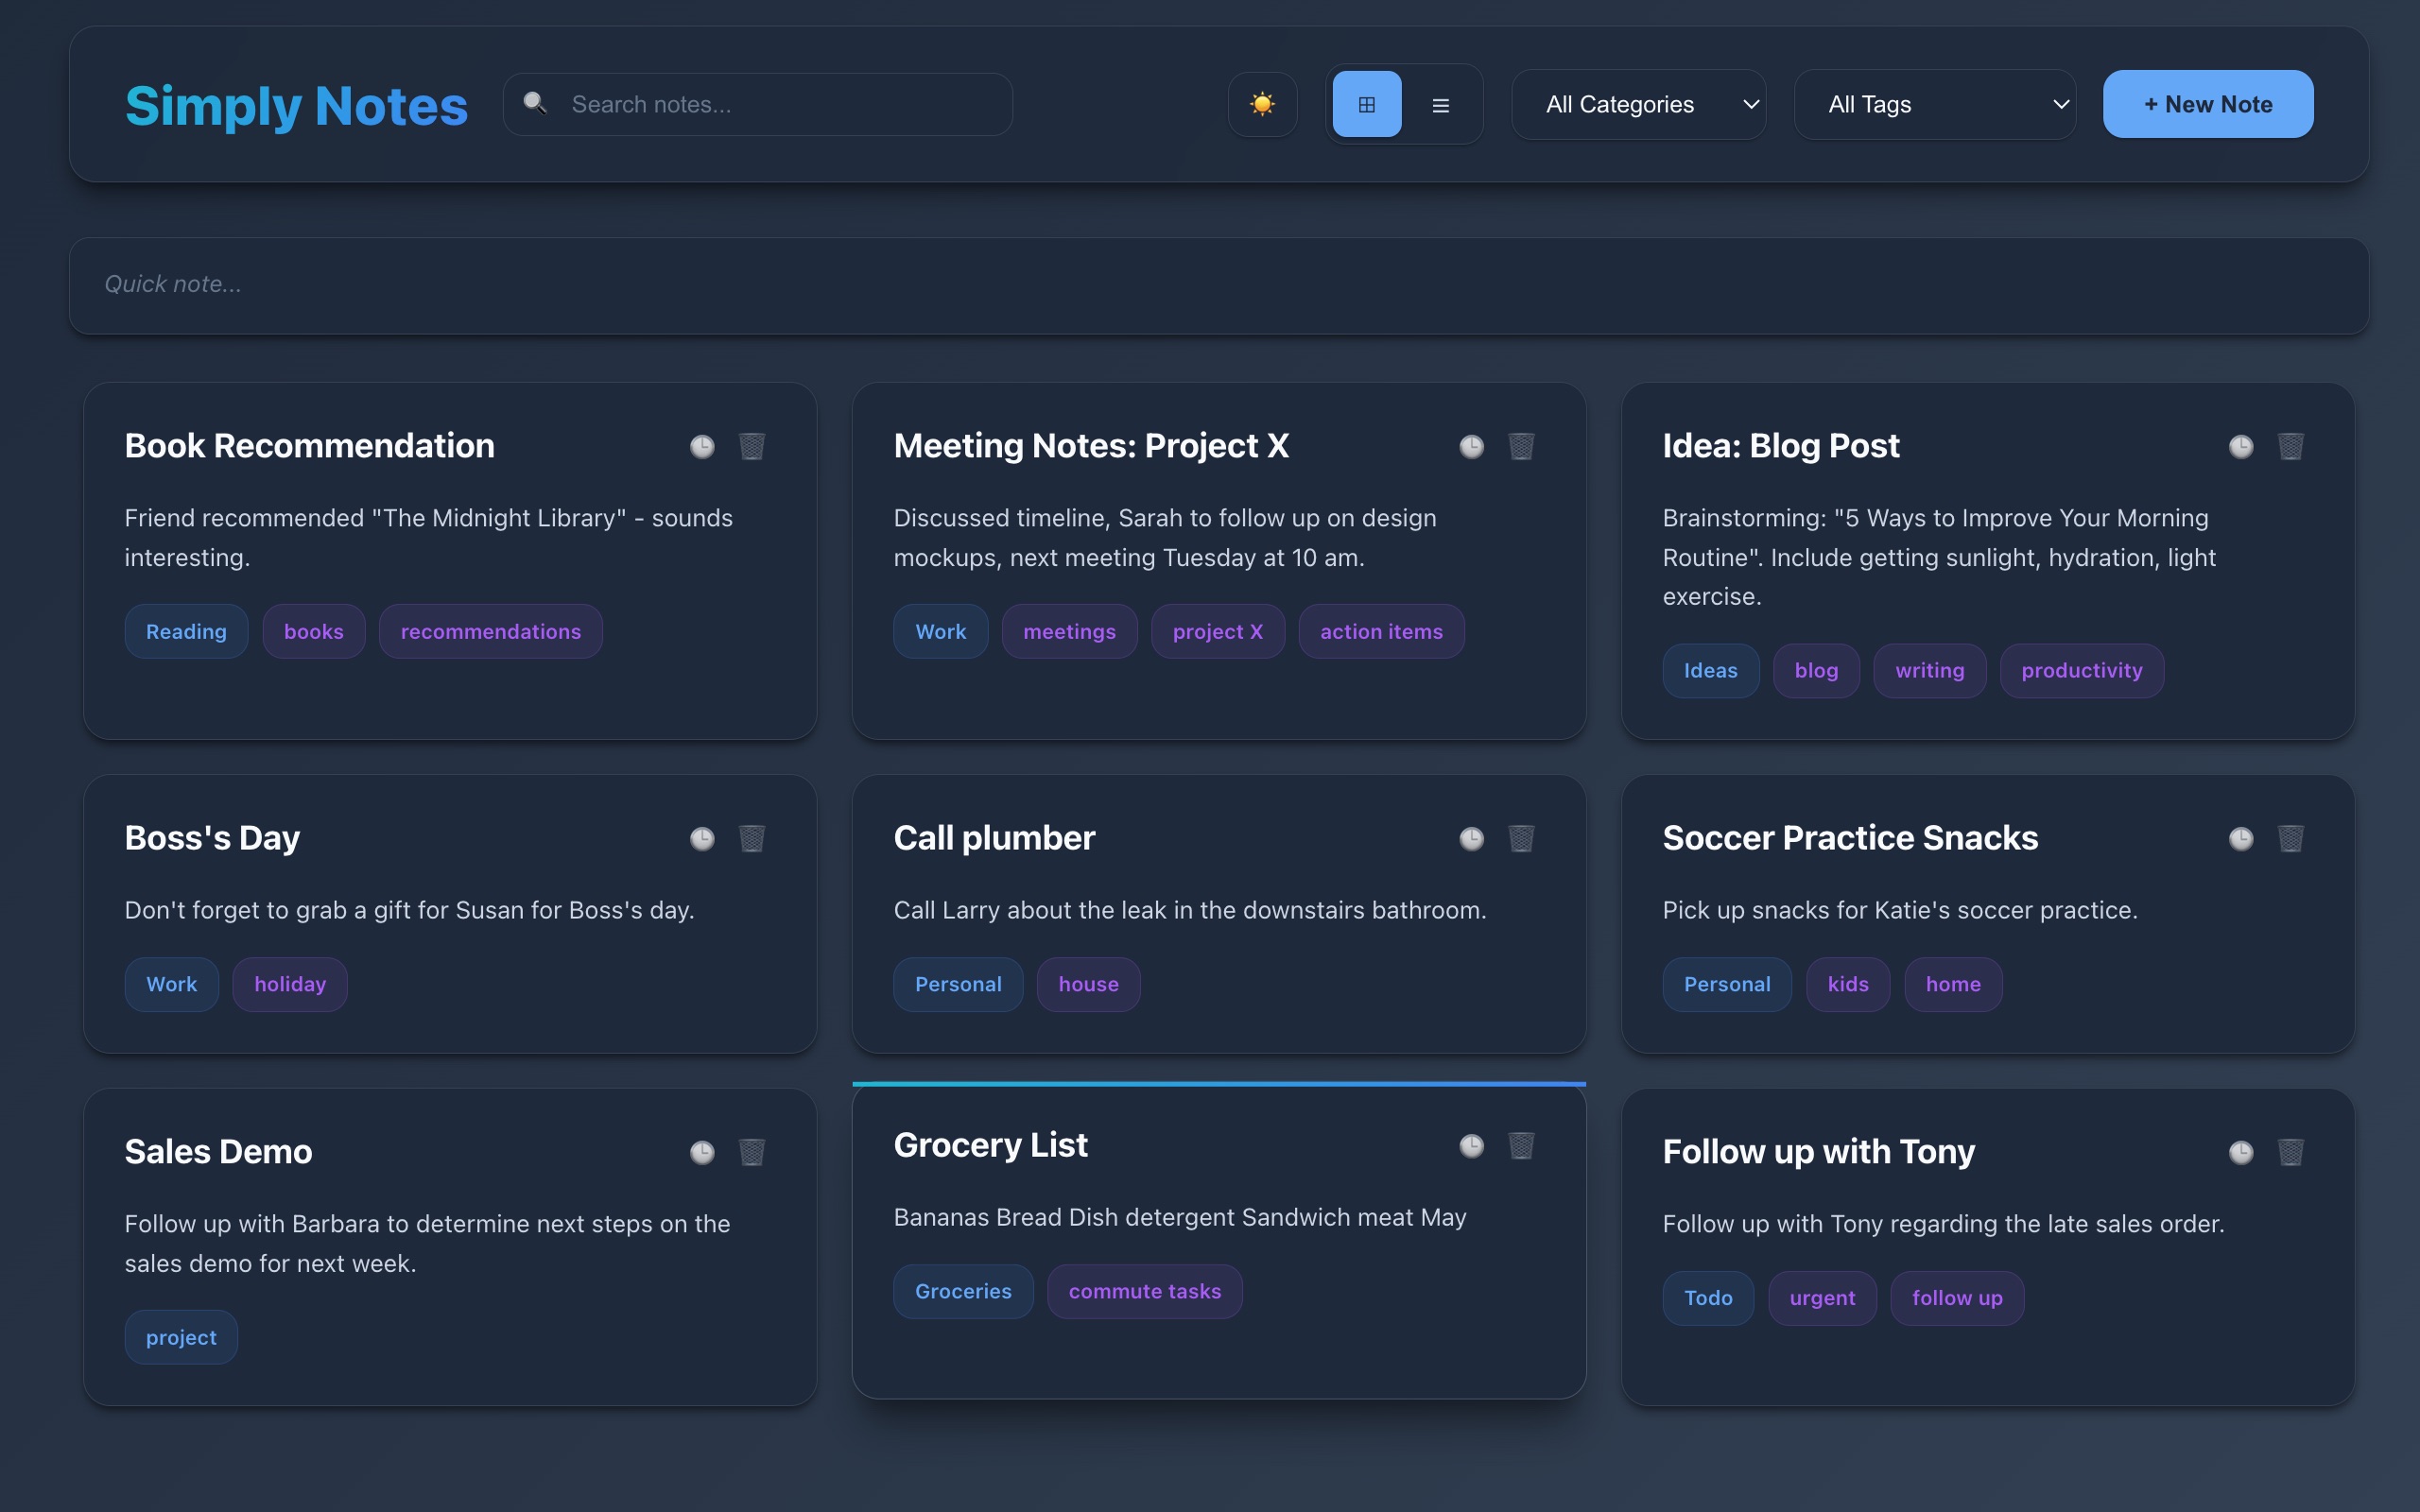 Simply Notes
Search notes...
All Categories
All Tags
+ New Note
Quick note...
Book Recommendation
Friend recommended "The Midnight Library" - sounds
interesting.
Reading books recommendations
Meeting Notes: Project X
Discussed timeline, Sarah to follow up on design
mockups, next meeting Tuesday at 10 am.
Work meetings project X action items
Idea: Blog Post
Brainstorming: "5 Ways to Improve Your Morning
Routine". Include getting sunlight, hydration, light
exercise.
Ideas blog writing productivity
Boss's Day
Don't forget to grab a gift for Susan for Boss's day.
Work holiday
Call plumber
Call Larry about the leak in the downstairs bathroom.
Personal house
Soccer Practice Snacks
Pick up snacks for Katie's soccer practice.
Personal kids home
Sales Demo
Follow up with Barbara to determine next steps on the
sales demo for next week.
project
Grocery List
Bananas Bread Dish detergent Sandwich meat May
Groceries commute tasks
Follow up with Tony
Follow up with Tony regarding the late sales order.
Todo urgent follow up